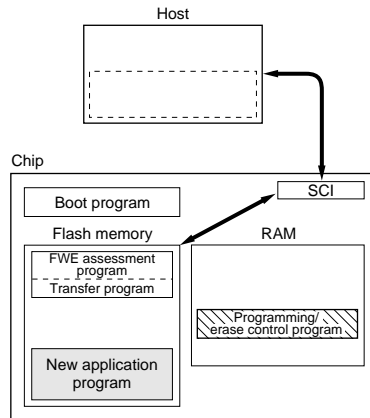 Host
Chip
SCI
Boot program
Flash memory
RAM
FWE assessment
program
Transfer program
Programming/
erase control program
New application
program